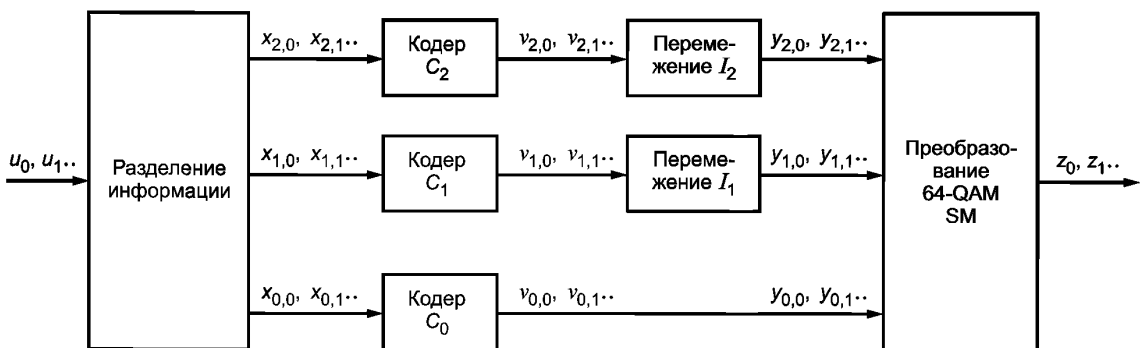 u₀, u₁..
Разделение
информации
x₂,₀, x₂,₁..
Кодер
C₂
v₂,₀, v₂,₁..
Переме-
жение I₂
y₂,₀, y₂,₁..
x₁,₀, x₁,₁..
Кодер
C₁
v₁,₀, v₁,₁..
Переме-
жение I₁
y₁,₀, y₁,₁..
x₀,₀, x₀,₁..
Кодер
C₀
v₀,₀, v₀,₁..
y₀,₀, y₀,₁..
Преобразо-
вание
64-QAM
SM
z₀, z₁..